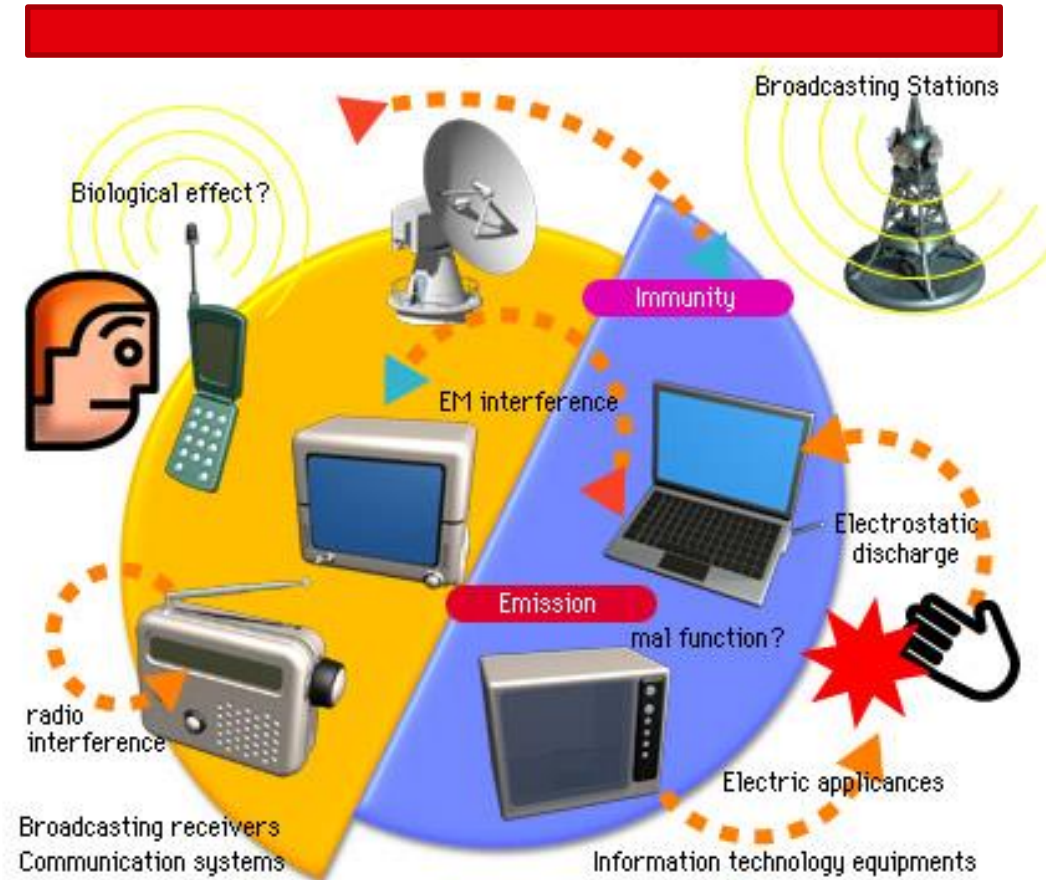 Broadcasting Stations
Biological effect?
Immunity
EM interference
Electrostatic
discharge
Emission
mal function?
radio
interference
Electric applicances
Broadcasting receivers
Communication systems
Information technology equipments